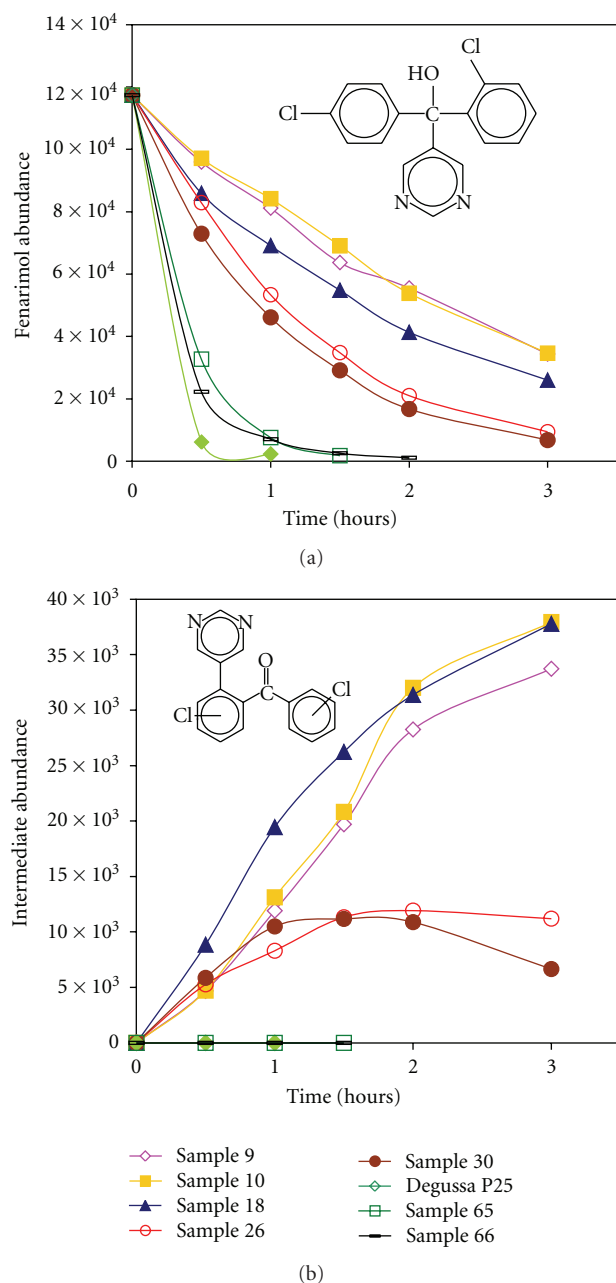 14 × 10⁴
12 × 10⁴
10 × 10⁴
8 × 10⁴
6 × 10⁴
4 × 10⁴
2 × 10⁴
0
Fenarimol abundance
Cl
HO
Cl
C
N N
0 1 2 3
Time (hours)
(a)
40 × 10³
35 × 10³
30 × 10³
25 × 10³
20 × 10³
15 × 10³
10 × 10³
5 × 10³
0
Intermediate abundance
N N
O
C
Cl
Cl
0 1 2 3
Time (hours)
Sample 9
Sample 10
Sample 18
Sample 26
Sample 30
Degussa P25
Sample 65
Sample 66
(b)